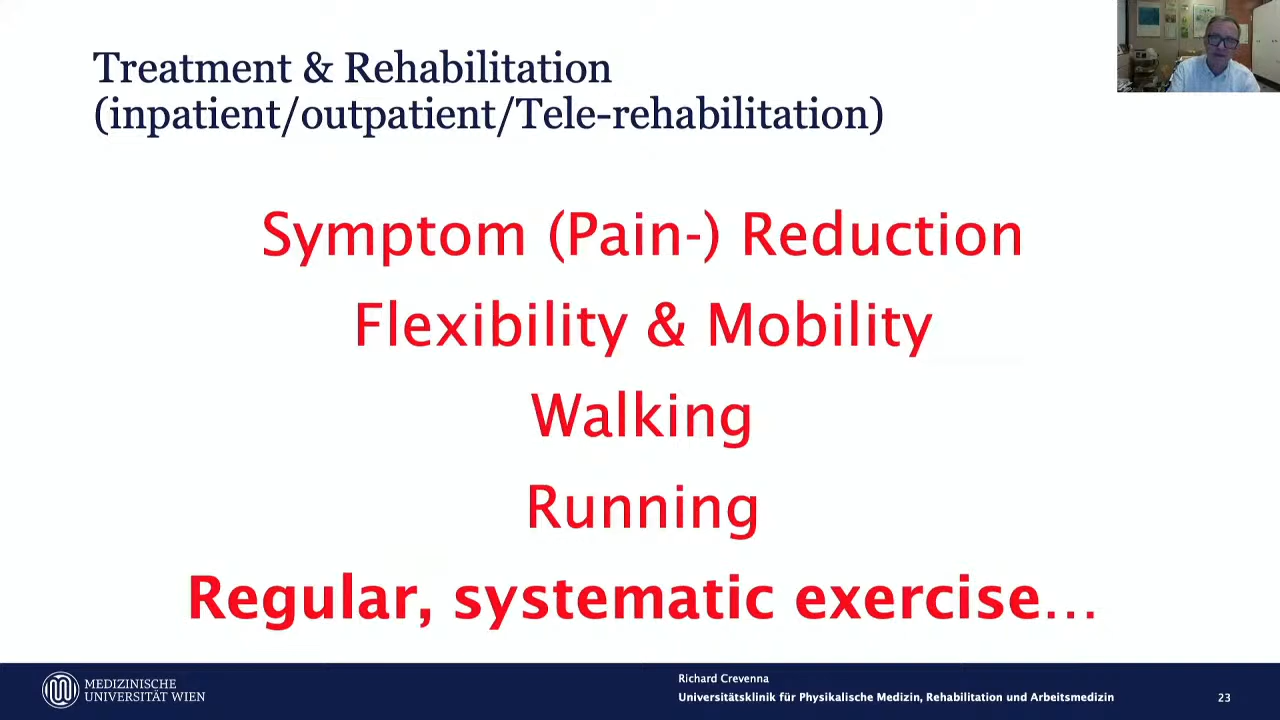 Treatment & Rehabilitation
(inpatient/outpatient/Tele-rehabilitation)
Symptom (Pain-) Reduction
Flexibility & Mobility
Walking
Running
Regular, systematic exercise…
MEDIZINISCHE
UNIVERSITÄT WIEN
Richard Crevenna
Universitätsklinik für Physikalische Medizin, Rehabilitation und Arbeitsmedizin
23